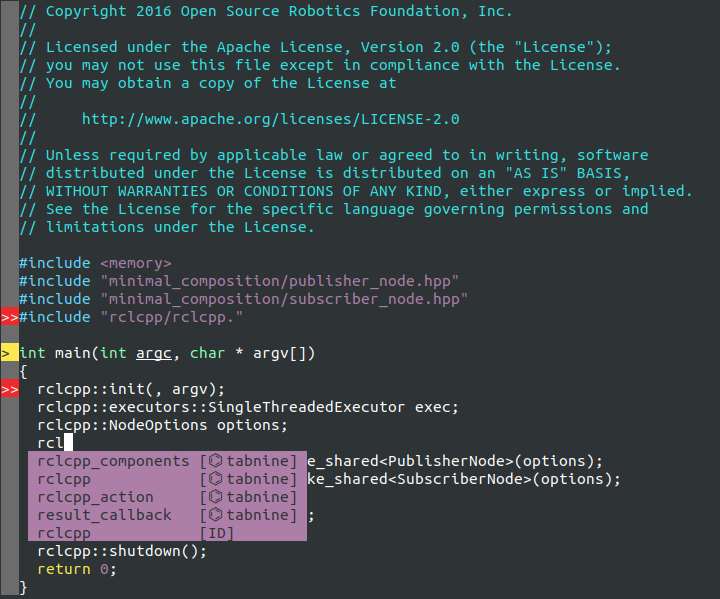 // Copyright 2016 Open Source Robotics Foundation, Inc.
//
// Licensed under the Apache License, Version 2.0 (the "License");
// you may not use this file except in compliance with the License.
// You may obtain a copy of the License at
//
//     http://www.apache.org/licenses/LICENSE-2.0
//
// Unless required by applicable law or agreed to in writing, software
// distributed under the License is distributed on an "AS IS" BASIS,
// WITHOUT WARRANTIES OR CONDITIONS OF ANY KIND, either express or implied.
// See the License for the specific language governing permissions and
// limitations under the License.

#include <memory>
#include "minimal_composition/publisher_node.hpp"
#include "minimal_composition/subscriber_node.hpp"
>>#include "rclcpp/rclcpp."

> int main(int argc, char * argv[])
{
>>  rclcpp::init(, argv);
  rclcpp::executors::SingleThreadedExecutor exec;
  rclcpp::NodeOptions options;
  rcl
 rclcpp_components [⌬ tabnine] e_shared<PublisherNode>(options);
 rclcpp            [⌬ tabnine] ke_shared<SubscriberNode>(options);
 rclcpp_action     [⌬ tabnine]
 result_callback   [⌬ tabnine] ;
 rclcpp            [ID]
  rclcpp::shutdown();
  return 0;
}